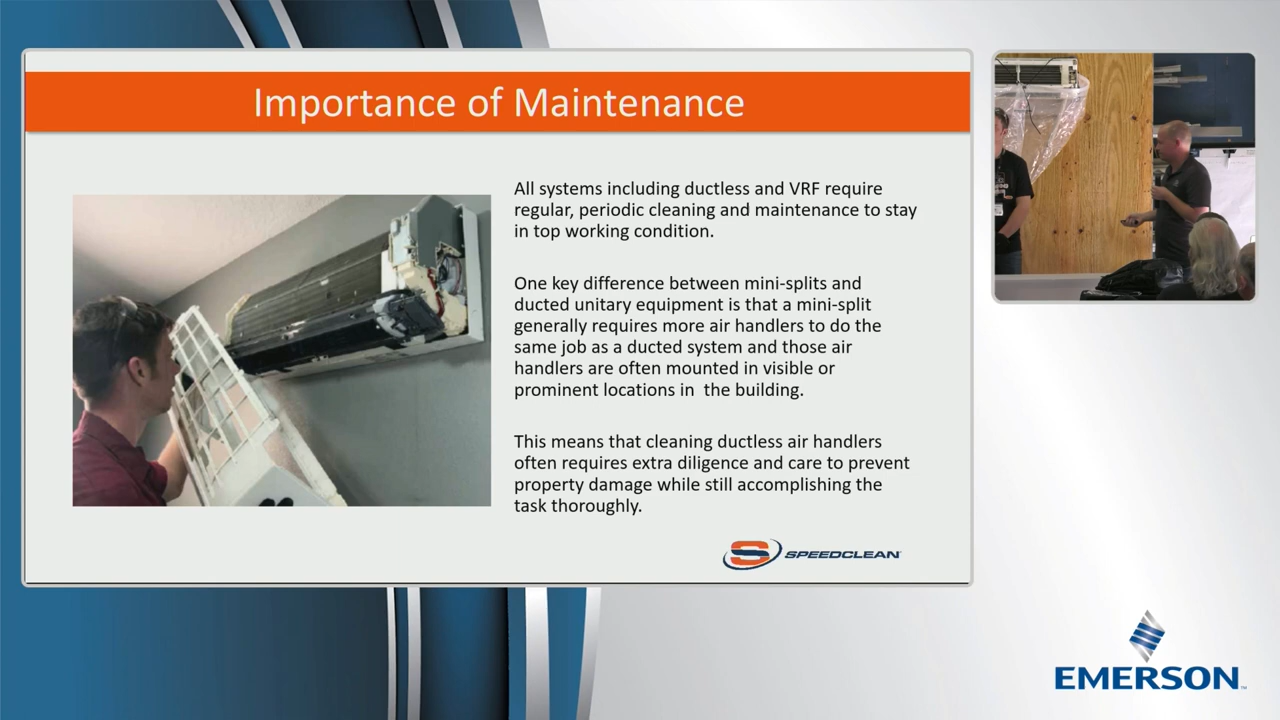 Importance of Maintenance
All systems including ductless and VRF require
regular, periodic cleaning and maintenance to stay
in top working condition.
One key difference between mini-splits and
ducted unitary equipment is that a mini-split
generally requires more air handlers to do the
same job as a ducted system and those air
handlers are often mounted in visible or
prominent locations in  the building.
This means that cleaning ductless air handlers
often requires extra diligence and care to prevent
property damage while still accomplishing the
task thoroughly.
SPEEDCLEAN
EMERSON